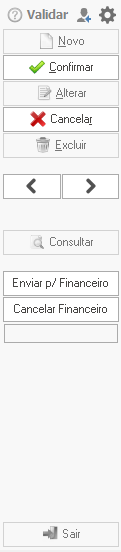 Validar
Novo
Confirmar
Alterar
Cancelar
Excluir
Consultar
Enviar p/ Financeiro
Cancelar Financeiro
Sair